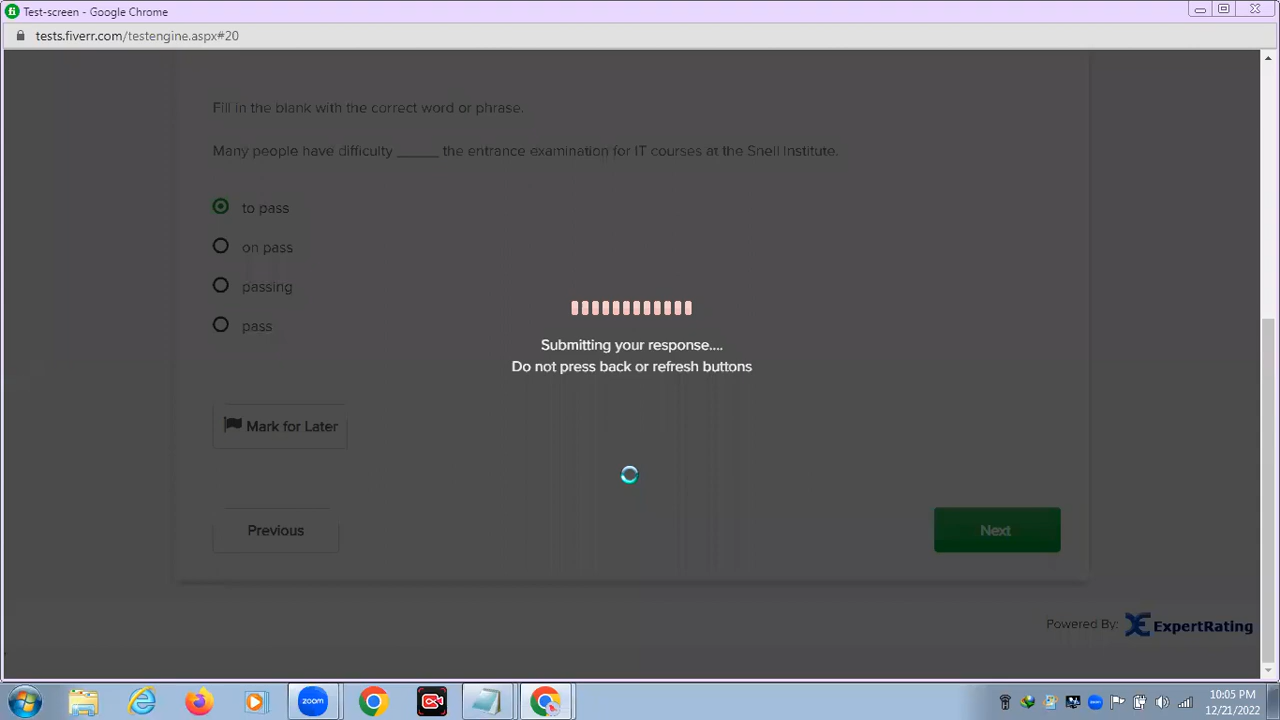 Test-screen - Google Chrome
tests.fiverr.com/testengine.aspx#20
Fill in the blank with the correct word or phrase.
Many people have difficulty _____ the entrance examination for IT courses at the Snell Institute.
to pass
on pass
passing
pass
Submitting your response....
Do not press back or refresh buttons
Mark for Later
Previous
Next
Powered By: ExpertRating
zoom
10:05 PM
12/21/2022